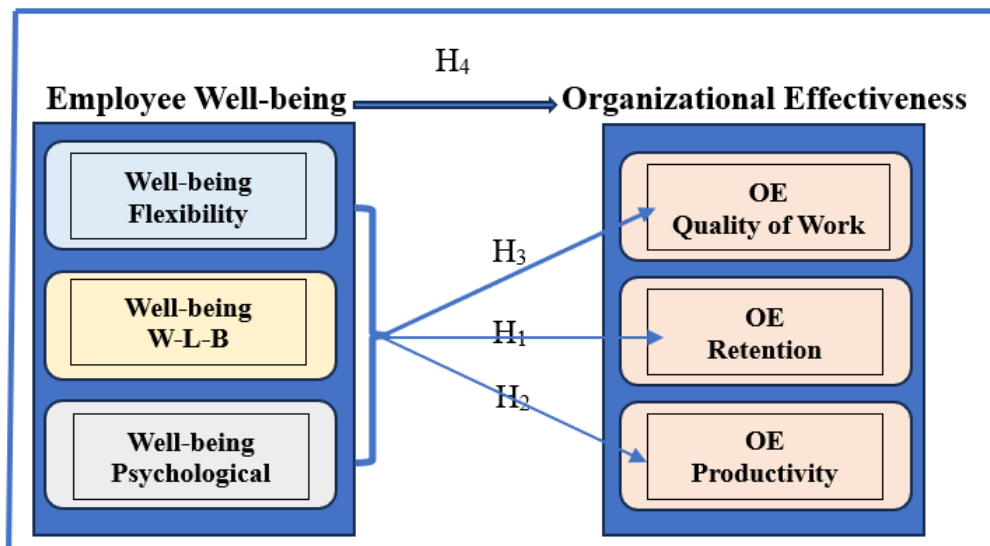 H₄
Employee Well-being
Organizational Effectiveness
Well-being
Flexibility
Well-being
W-L-B
Well-being
Psychological
H₃
H₁
H₂
OE
Quality of Work
OE
Retention
OE
Productivity